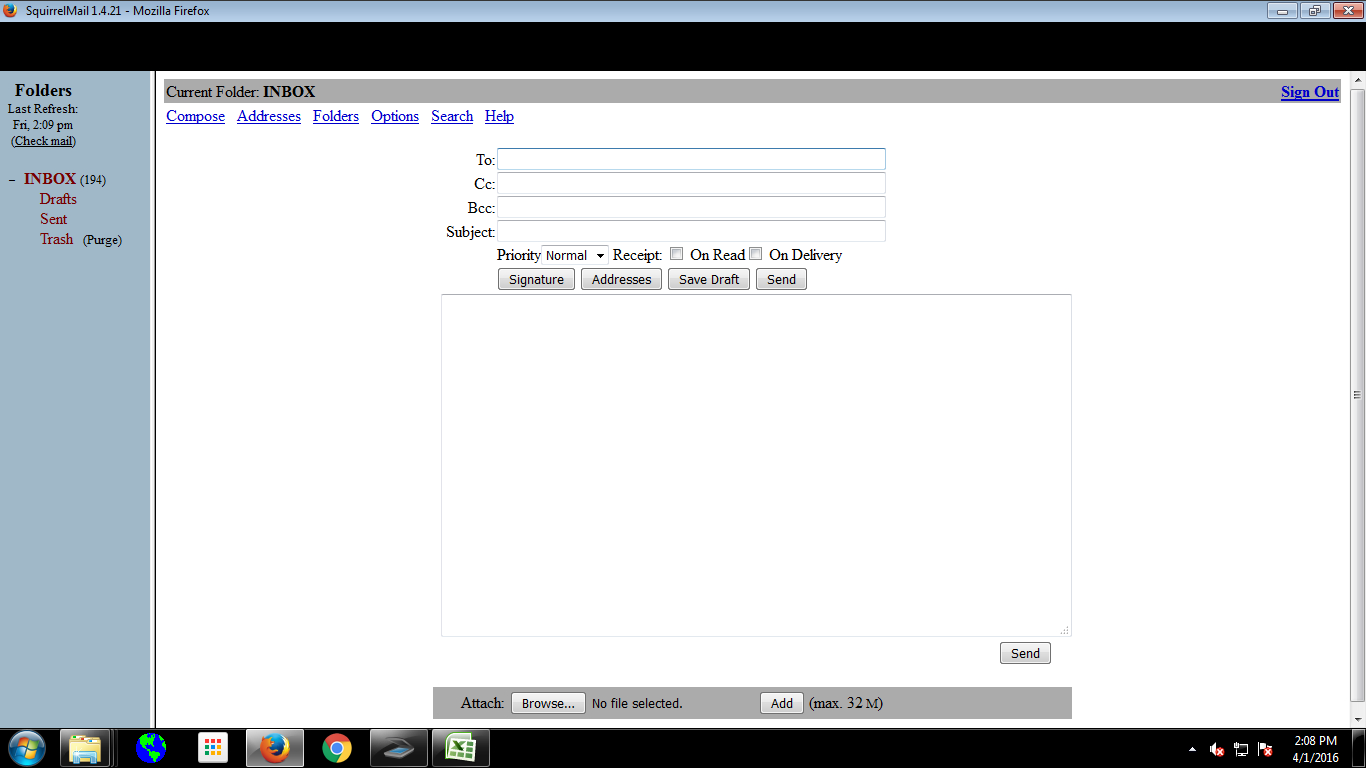 SquirrelMail 1.4.21 - Mozilla Firefox
Folders
Last Refresh:
Fri, 2:09 pm
(Check mail)
– INBOX (194)
Drafts
Sent
Trash (Purge)
Current Folder: INBOX Sign Out
Compose Addresses Folders Options Search Help
To:
Cc:
Bcc:
Subject:
Priority Normal Receipt: On Read On Delivery
Signature Addresses Save Draft Send
Send
Attach: Browse... No file selected. Add (max. 32 M)
2:08 PM
4/1/2016